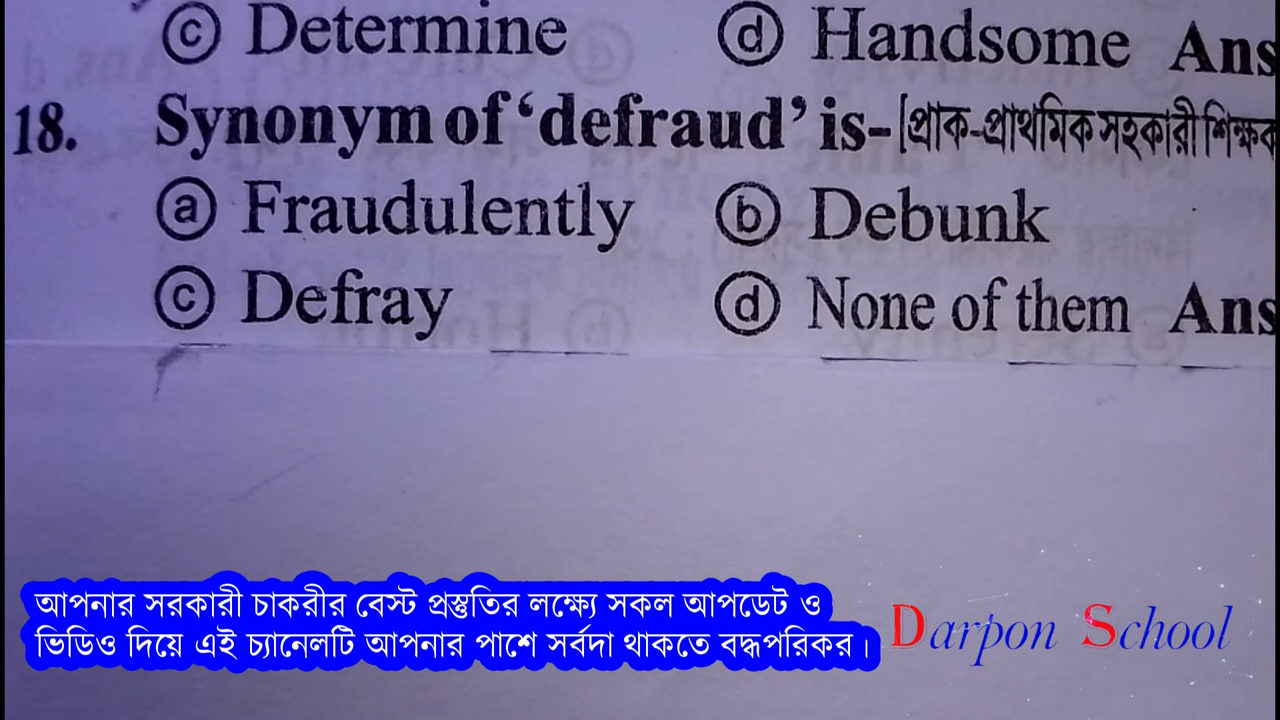 ⓒ Determine ⓓ Handsome Ans
18. Synonym of ‘defraud’ is– [প্রাক-প্রাথমিক সহকারী শিক্ষক
ⓐ Fraudulently ⓑ Debunk
ⓒ Defray ⓓ None of them Ans
আপনার সরকারী চাকরীর বেস্ট প্রস্তুতির লক্ষ্যে সকল আপডেট ও
ভিডিও দিয়ে এই চ্যানেলটি আপনার পাশে সর্বদা থাকতে বদ্ধপরিকর।
Darpon School